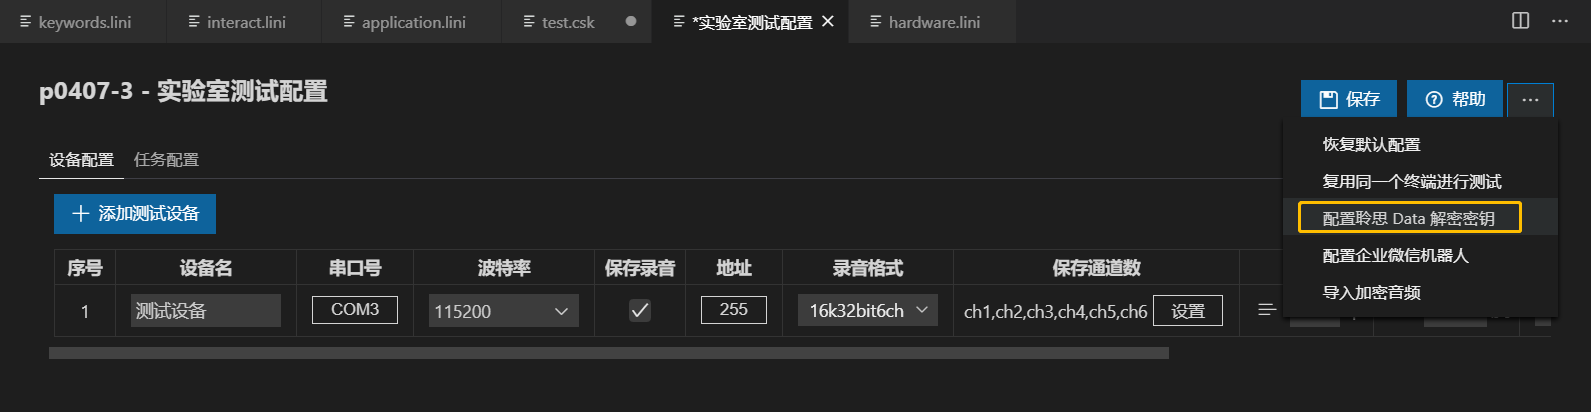 keywords.lini
interact.lini
application.lini
test.csk
*实验室测试配置
hardware.lini
p0407-3 - 实验室测试配置
保存
帮助
设备配置
任务配置
恢复默认配置
复用同一个终端进行测试
配置聆思 Data 解密密钥
配置企业微信机器人
导入加密音频
添加测试设备
序号 设备名 串口号 波特率 保存录音 地址 录音格式 保存通道数
1 测试设备 COM3 115200 255 16k32bit6ch ch1,ch2,ch3,ch4,ch5,ch6 设置